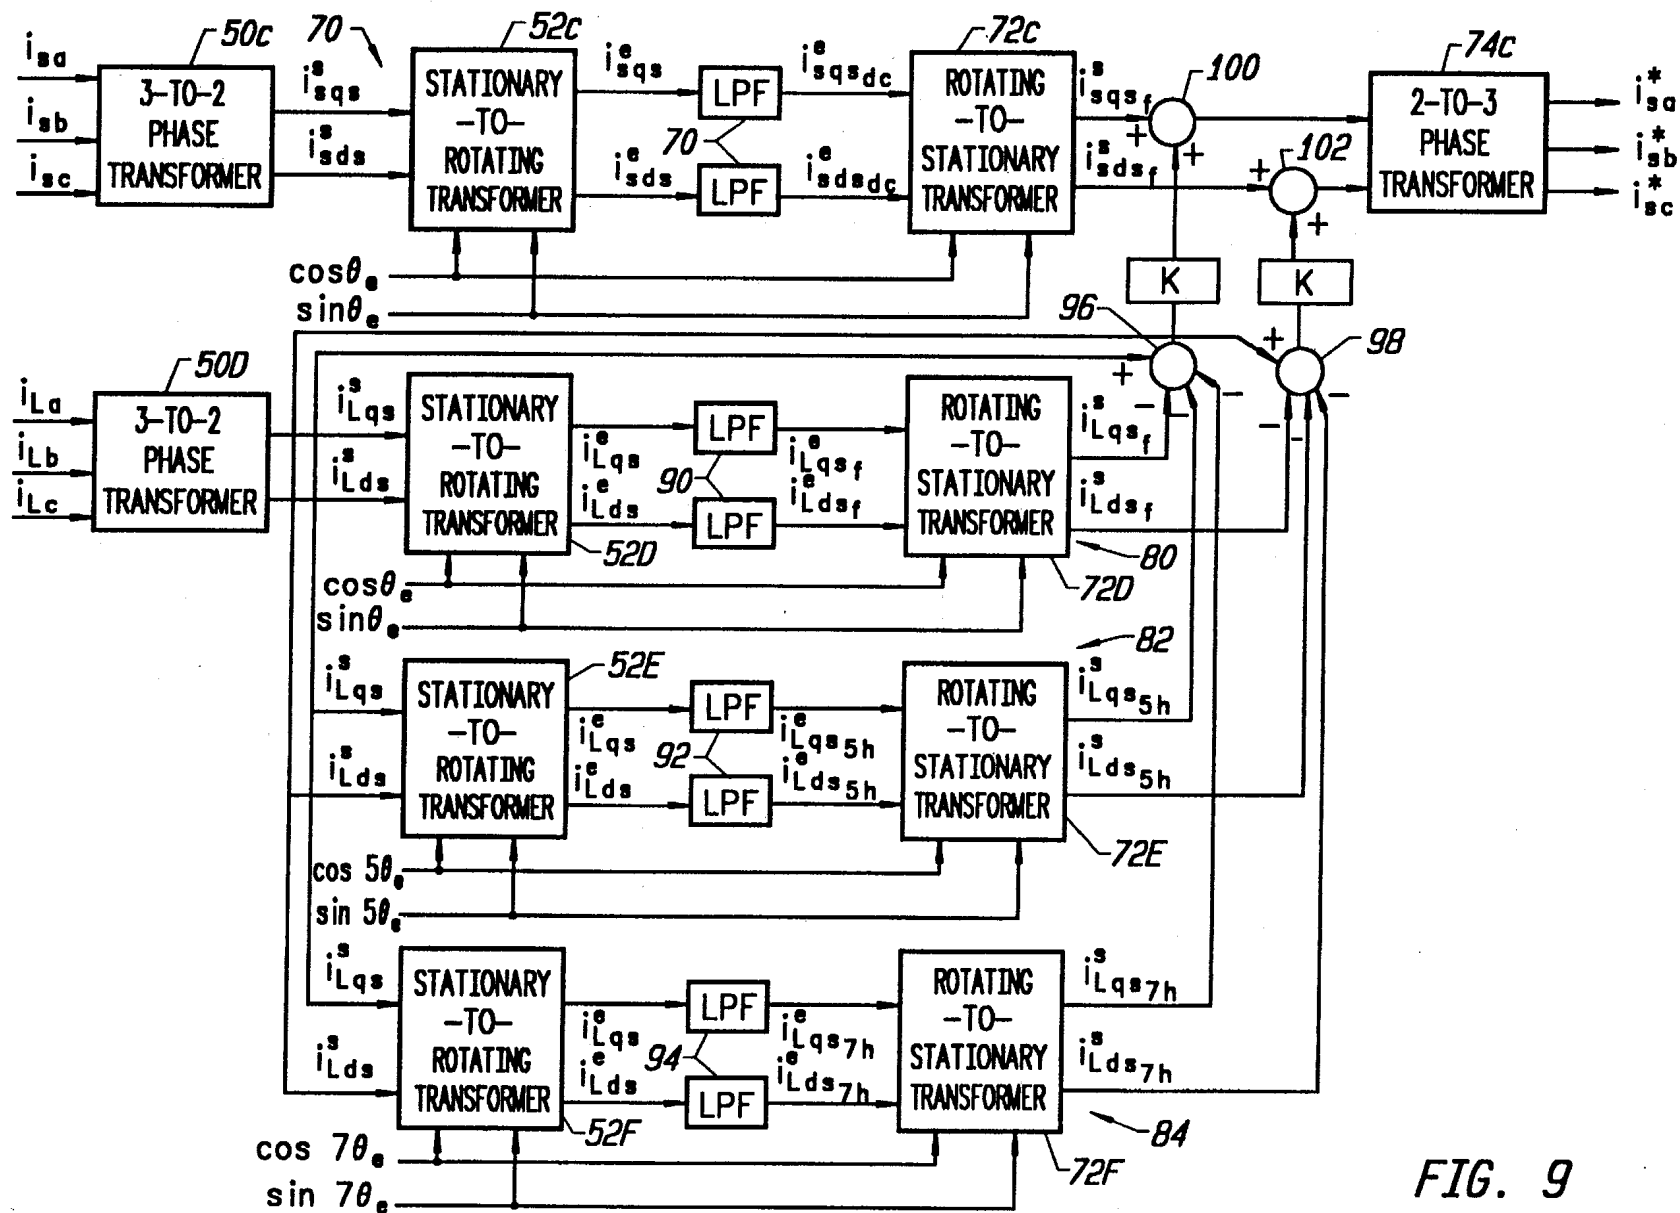 50C
70
52C
72C
100
74C
i_sa
i_sb
i_sc
3-TO-2
PHASE
TRANSFORMER
i^s_sqs
i^s_sds
STATIONARY
-TO-
ROTATING
TRANSFORMER
i^e_sqs
i^e_sds
LPF
70
LPF
i^e_sqs_dc
i^e_sds_dc
ROTATING
-TO-
STATIONARY
TRANSFORMER
i^s_sqs_f
i^s_sds_f
+
+
102
+
+
2-TO-3
PHASE
TRANSFORMER
i*_sa
i*_sb
i*_sc
cosθ_e
sinθ_e
K
K
96
98
+
+
-
-
-
-
-
-
50D
i_La
i_Lb
i_Lc
3-TO-2
PHASE
TRANSFORMER
i^s_Lqs
i^s_Lds
STATIONARY
-TO-
ROTATING
TRANSFORMER
52D
i^e_Lqs
i^e_Lds
LPF
90
LPF
i^e_Lqs_f
i^e_Lds_f
ROTATING
-TO-
STATIONARY
TRANSFORMER
72D
i^s_Lqs_f
i^s_Lds_f
80
cosθ_e
sinθ_e
82
52E
i^s_Lqs
i^s_Lds
STATIONARY
-TO-
ROTATING
TRANSFORMER
i^e_Lqs
i^e_Lds
LPF
92
LPF
i^e_Lqs_5h
i^e_Lds_5h
ROTATING
-TO-
STATIONARY
TRANSFORMER
72E
i^s_Lqs_5h
i^s_Lds_5h
cos 5θ_e
sin 5θ_e
i^s_Lqs
i^s_Lds
STATIONARY
-TO-
ROTATING
TRANSFORMER
52F
i^e_Lqs
i^e_Lds
LPF
94
LPF
i^e_Lqs_7h
i^e_Lds_7h
ROTATING
-TO-
STATIONARY
TRANSFORMER
72F
i^s_Lqs_7h
i^s_Lds_7h
84
cos 7θ_e
sin 7θ_e
FIG. 9